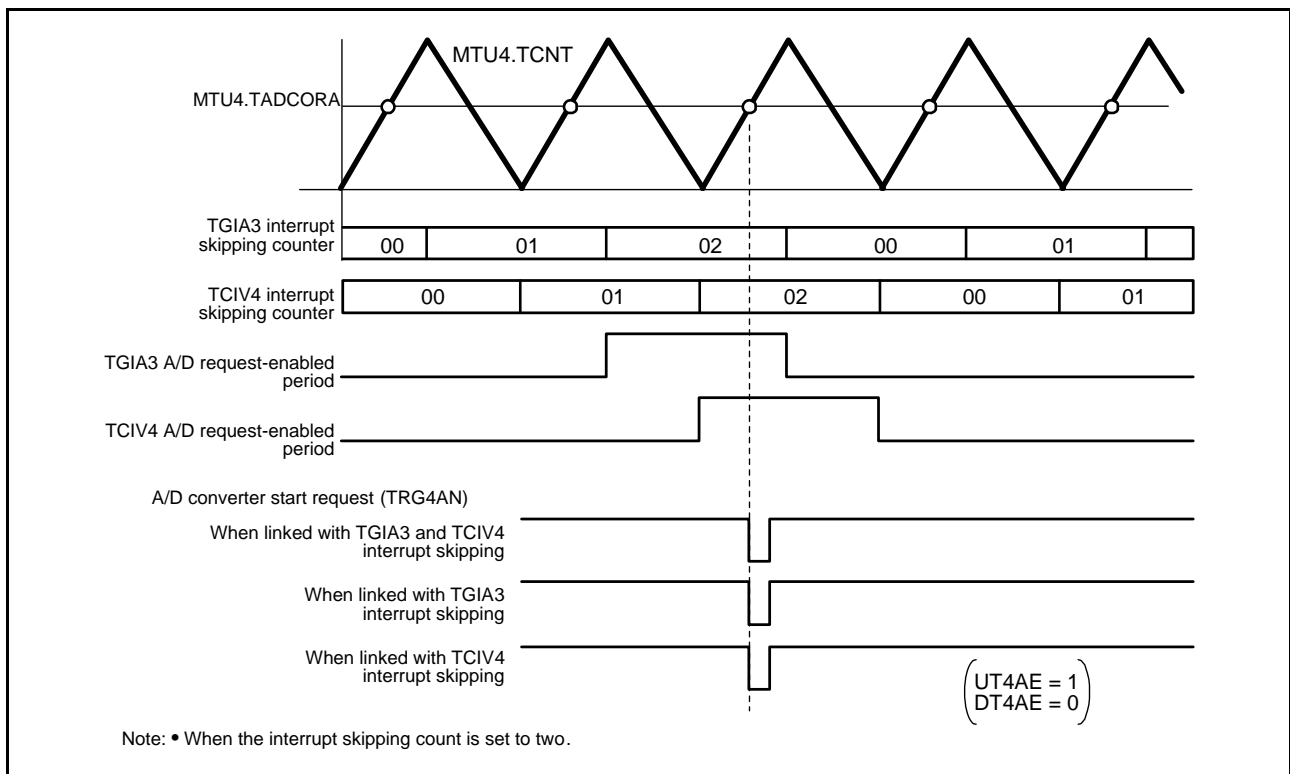 MTU4.TCNT
MTU4.TADCORA
TGIA3 interrupt
skipping counter
00 01 02 00 01
TCIV4 interrupt
skipping counter
00 01 02 00 01
TGIA3 A/D request-enabled
period
TCIV4 A/D request-enabled
period
A/D converter start request (TRG4AN)
When linked with TGIA3 and TCIV4
interrupt skipping
When linked with TGIA3
interrupt skipping
When linked with TCIV4
interrupt skipping
UT4AE = 1
DT4AE = 0
Note: • When the interrupt skipping count is set to two.